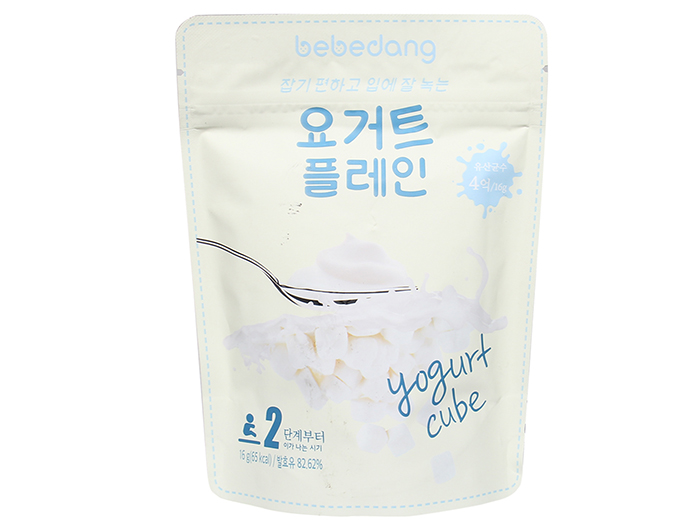 bebedang
잡기 편하고 입에 잘 녹는
요거트
플레인
유산균수
4억/16g
yogurt
cube
2 단계부터
이가 나는 시기
16 g(65 kcal) / 발효유 82.62%